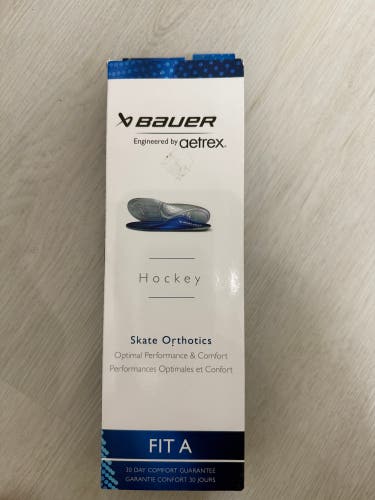 BAUER
Engineered by aetrex
Hockey
Skate Orthotics
Optimal Performance & Comfort
Performances Optimales et Confort
FIT A
30 DAY COMFORT GUARANTEE
GARANTIE CONFORT 30 JOURS